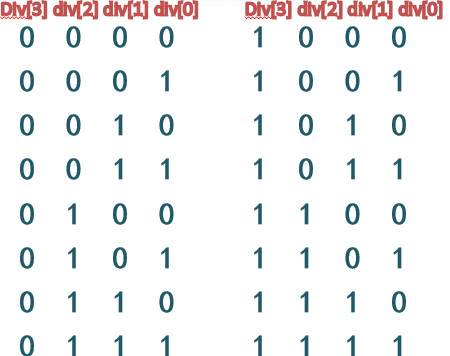 Div[3] div[2] div[1] div[0] Div[3] div[2] div[1] div[0]
0 0 0 0 1 0 0 0
0 0 0 1 1 0 0 1
0 0 1 0 1 0 1 0
0 0 1 1 1 0 1 1
0 1 0 0 1 1 0 0
0 1 0 1 1 1 0 1
0 1 1 0 1 1 1 0
0 1 1 1 1 1 1 1